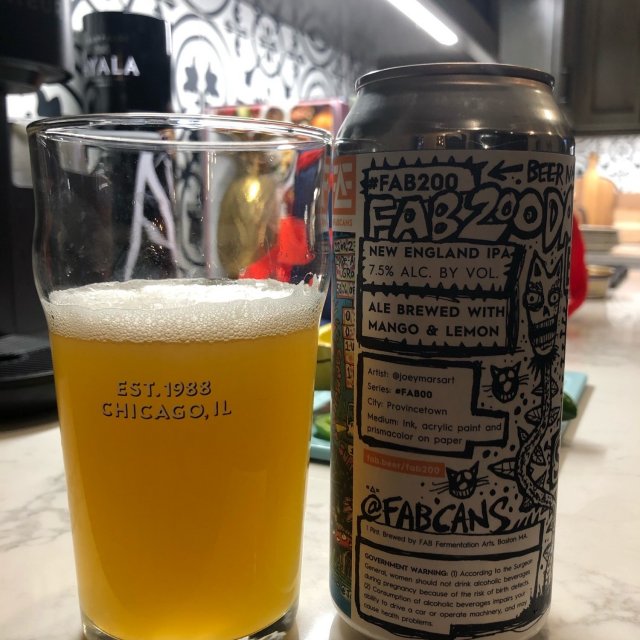 YALA
EST. 1988
CHICAGO, IL
FABCANS
#FAB200
BEER
FAB200D
NEW ENGLAND IPA
7.5% ALC. BY VOL.
ALE BREWED WITH
MANGO & LEMON
Artist: @joeymarsart
Series: #FAB00
City: Provincetown
Medium: Ink, acrylic paint and
prismacolor on paper
fab.beer/fab200
@FABCANS
1 Pint. Brewed by FAB Fermentation Arts. Boston MA.
GOVERNMENT WARNING: (1) According to the Surgeon
General, women should not drink alcoholic beverages
during pregnancy because of the risk of birth defects.
(2) Consumption of alcoholic beverages impairs your
ability to drive a car or operate machinery, and may
cause health problems.